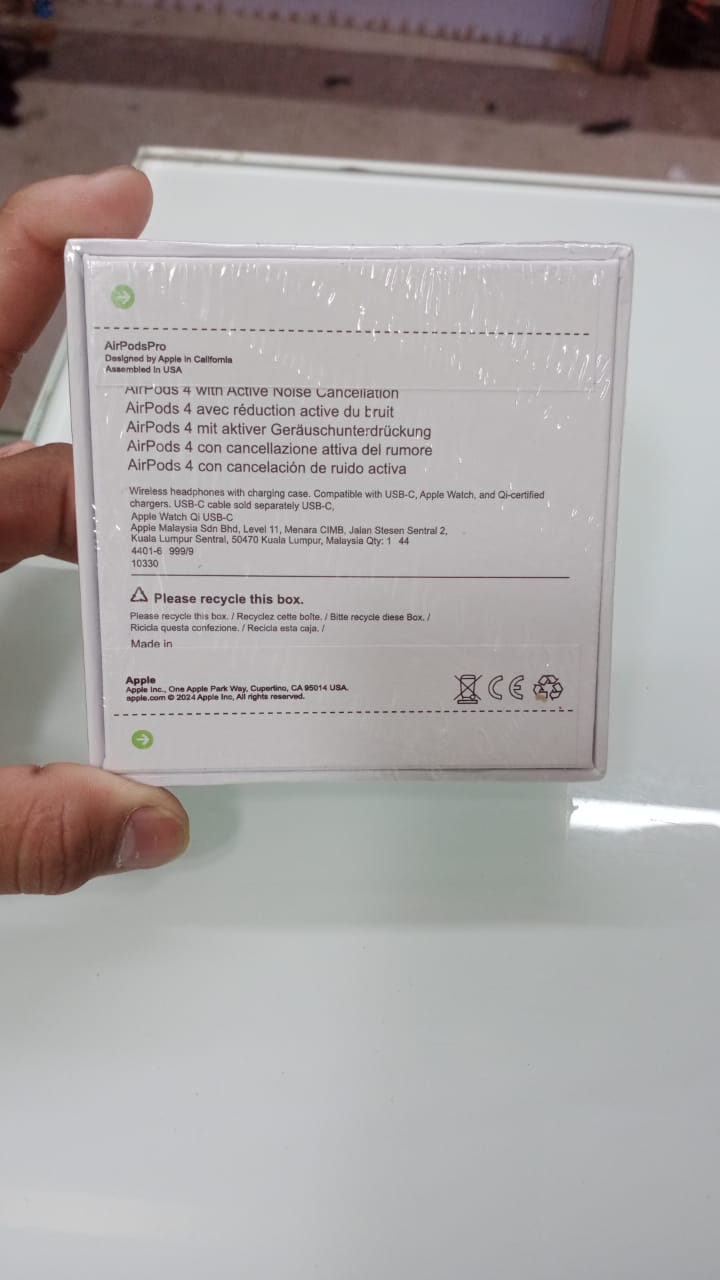 AirPodsPro
Designed by Apple in California
Assembled in USA
AirPods 4 with Active Noise Cancellation
AirPods 4 avec réduction active du bruit
AirPods 4 mit aktiver Geräuschunterdrückung
AirPods 4 con cancellazione attiva del rumore
AirPods 4 con cancelación de ruido activa
Wireless headphones with charging case. Compatible with USB-C, Apple Watch, and Qi-certified
chargers. USB-C cable sold separately USB-C,
Apple Watch Qi USB-C
Apple Malaysia Sdn Bhd, Level 11, Menara CIMB, Jalan Stesen Sentral 2,
Kuala Lumpur Sentral, 50470 Kuala Lumpur, Malaysia Qty: 1 44
4401-6 999/9
10330
Please recycle this box.
Please recycle this box. / Recyclez cette boîte. / Bitte recycle diese Box. /
Ricicla questa confezione. / Recicla esta caja. /
Made in
Apple
Apple Inc., One Apple Park Way, Cupertino, CA 95014 USA.
apple.com © 2024 Apple Inc, All rights reserved.
CE